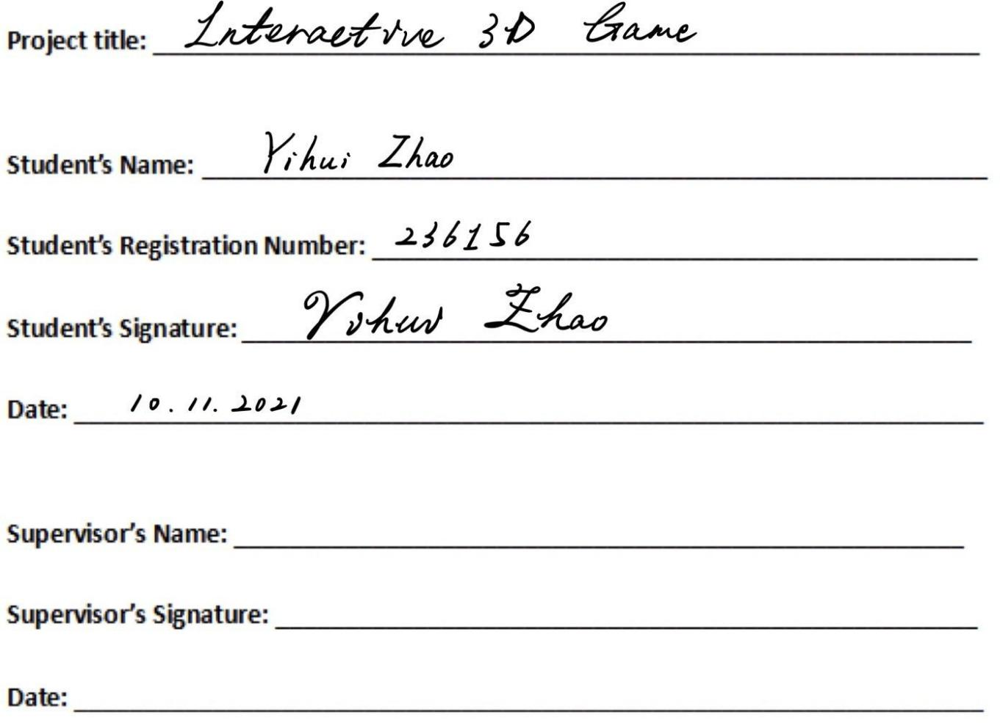 Project title: Interactive 3D Game
Student's Name: Yihui Zhao
Student's Registration Number: 236156
Student's Signature: Yihui Zhao
Date: 10.11.2021
Supervisor's Name:
Supervisor's Signature:
Date: